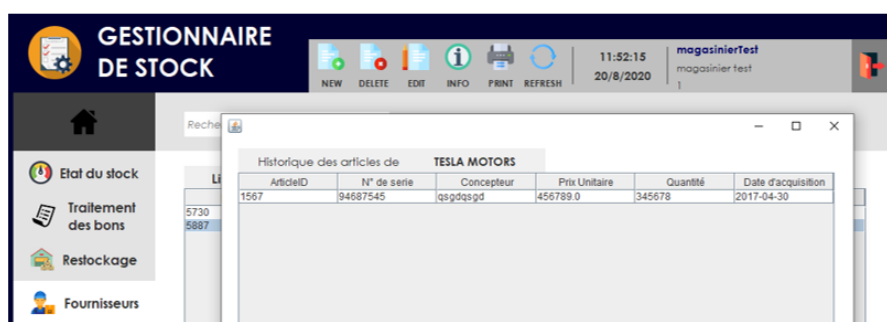 GESTIONNAIRE
DE STOCK
NEW DELETE EDIT INFO PRINT REFRESH
11:52:15
20/8/2020
magasinierTest
magasinier test
1
Reche
Etat du stock
Traitement
des bons
Restockage
Fournisseurs
Li
5730
5887
Historique des articles de TESLA MOTORS
ArticleID N° de serie Concepteur Prix Unitaire Quantité Date d'acquisition
1567 94687545 qsgdqsgd 456789.0 345678 2017-04-30